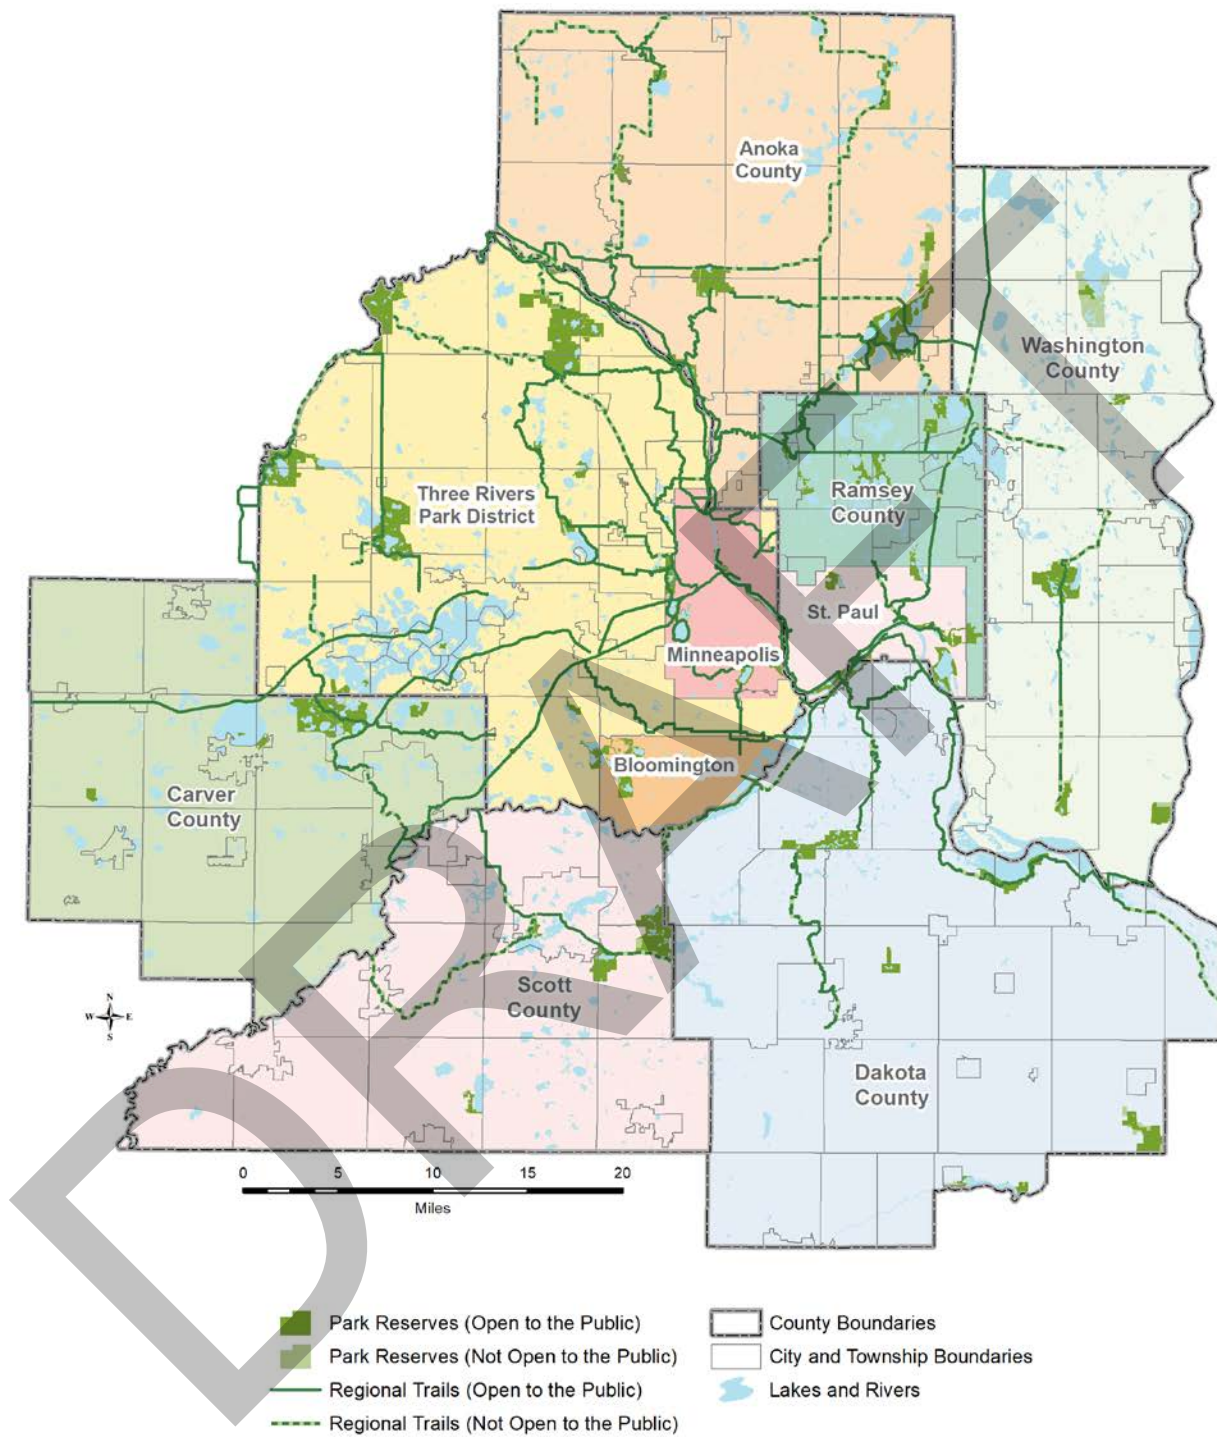 Anoka
County
Washington
County
Three Rivers
Park District
Ramsey
County
St. Paul
Minneapolis
Bloomington
Carver
County
Scott
County
Dakota
County
N
W E
S
0 5 10 15 20
Miles
DRAFT
Park Reserves (Open to the Public)
Park Reserves (Not Open to the Public)
Regional Trails (Open to the Public)
Regional Trails (Not Open to the Public)
County Boundaries
City and Township Boundaries
Lakes and Rivers